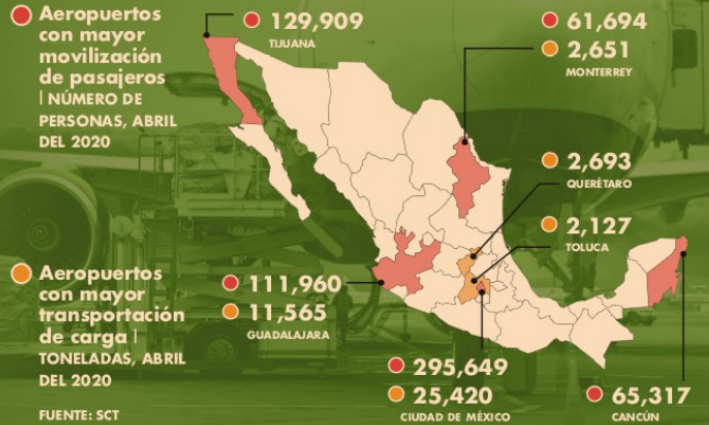 Aeropuertos
con mayor
movilización
de pasajeros
| NÚMERO DE
PERSONAS, ABRIL
DEL 2020
129,909
TIJUANA
61,694
2,651
MONTERREY
2,693
QUERÉTARO
2,127
TOLUCA
Aeropuertos
con mayor
transportación
de carga |
TONELADAS, ABRIL
DEL 2020
111,960
11,565
GUADALAJARA
295,649
25,420
CIUDAD DE MÉXICO
65,317
CANCÚN
FUENTE: SCT